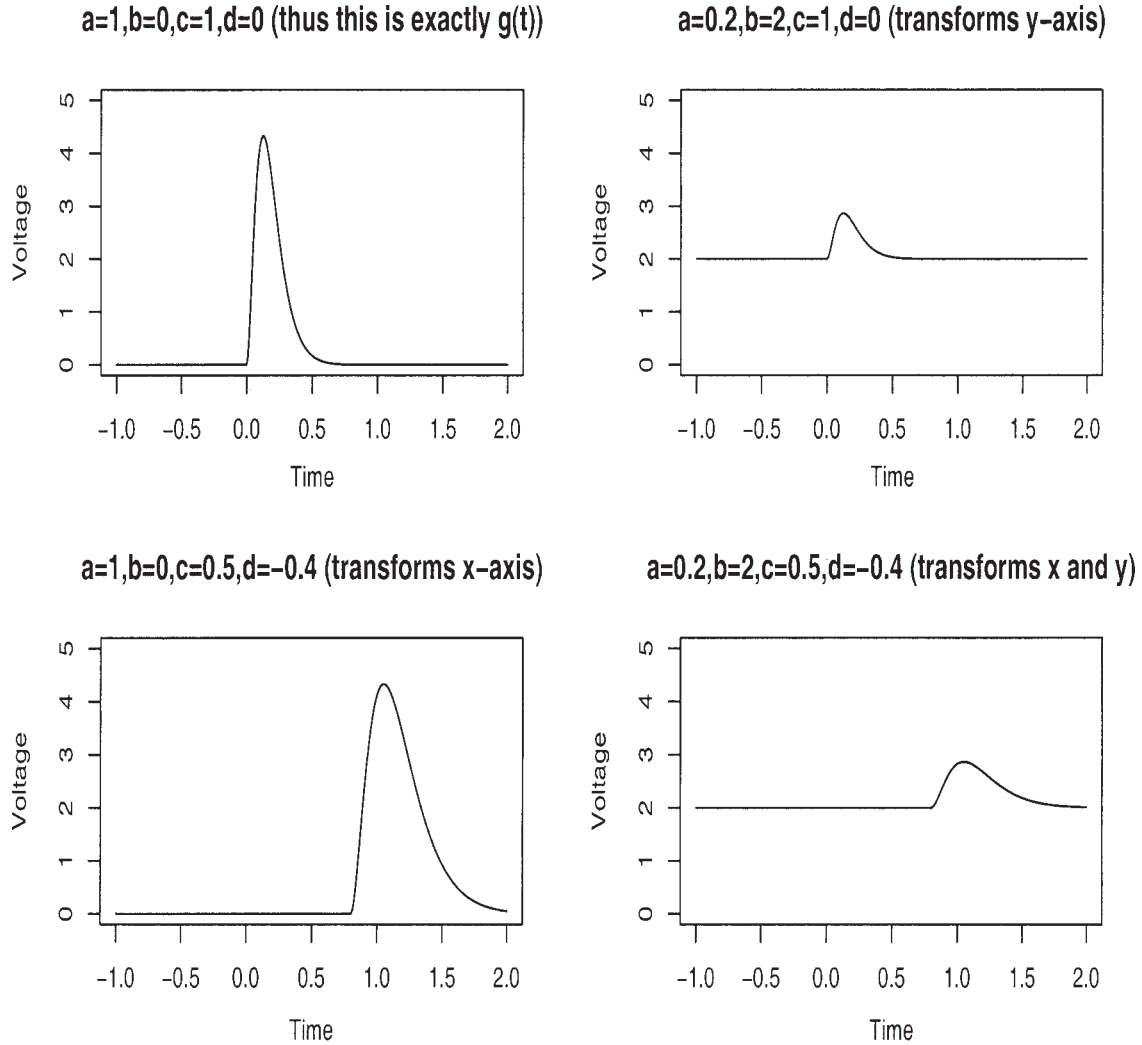 a=1,b=0,c=1,d=0 (thus this is exactly g(t))
5
4
3
2
1
0
Voltage
−1.0 −0.5 0.0 0.5 1.0 1.5 2.0
Time
a=0.2,b=2,c=1,d=0 (transforms y−axis)
5
4
3
2
1
0
Voltage
−1.0 −0.5 0.0 0.5 1.0 1.5 2.0
Time
a=1,b=0,c=0.5,d=−0.4 (transforms x−axis)
5
4
3
2
1
0
Voltage
−1.0 −0.5 0.0 0.5 1.0 1.5 2.0
Time
a=0.2,b=2,c=0.5,d=−0.4 (transforms x and y)
5
4
3
2
1
0
Voltage
−1.0 −0.5 0.0 0.5 1.0 1.5 2.0
Time